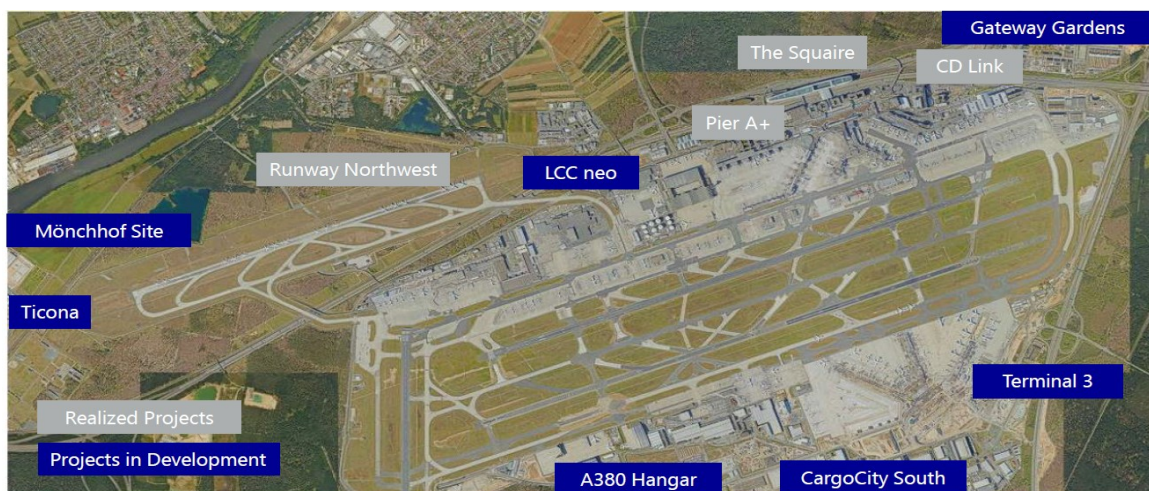 Gateway Gardens
The Squaire
CD Link
Pier A+
Runway Northwest
LCC neo
Mönchhof Site
Ticona
Terminal 3
Realized Projects
Projects in Development
A380 Hangar
CargoCity South